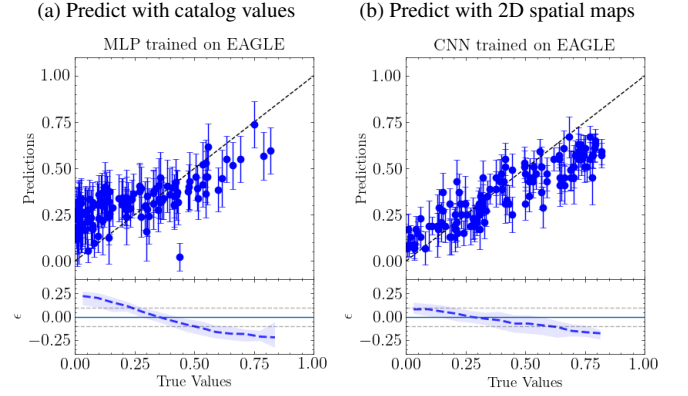 (a) Predict with catalog values
MLP trained on EAGLE
1.00
0.75
0.50
0.25
0.00
Predictions
0.25
0.00
−0.25
ϵ
0.00 0.25 0.50 0.75 1.00
True Values
(b) Predict with 2D spatial maps
CNN trained on EAGLE
1.00
0.75
0.50
0.25
0.00
Predictions
0.25
0.00
−0.25
ϵ
0.00 0.25 0.50 0.75 1.00
True Values